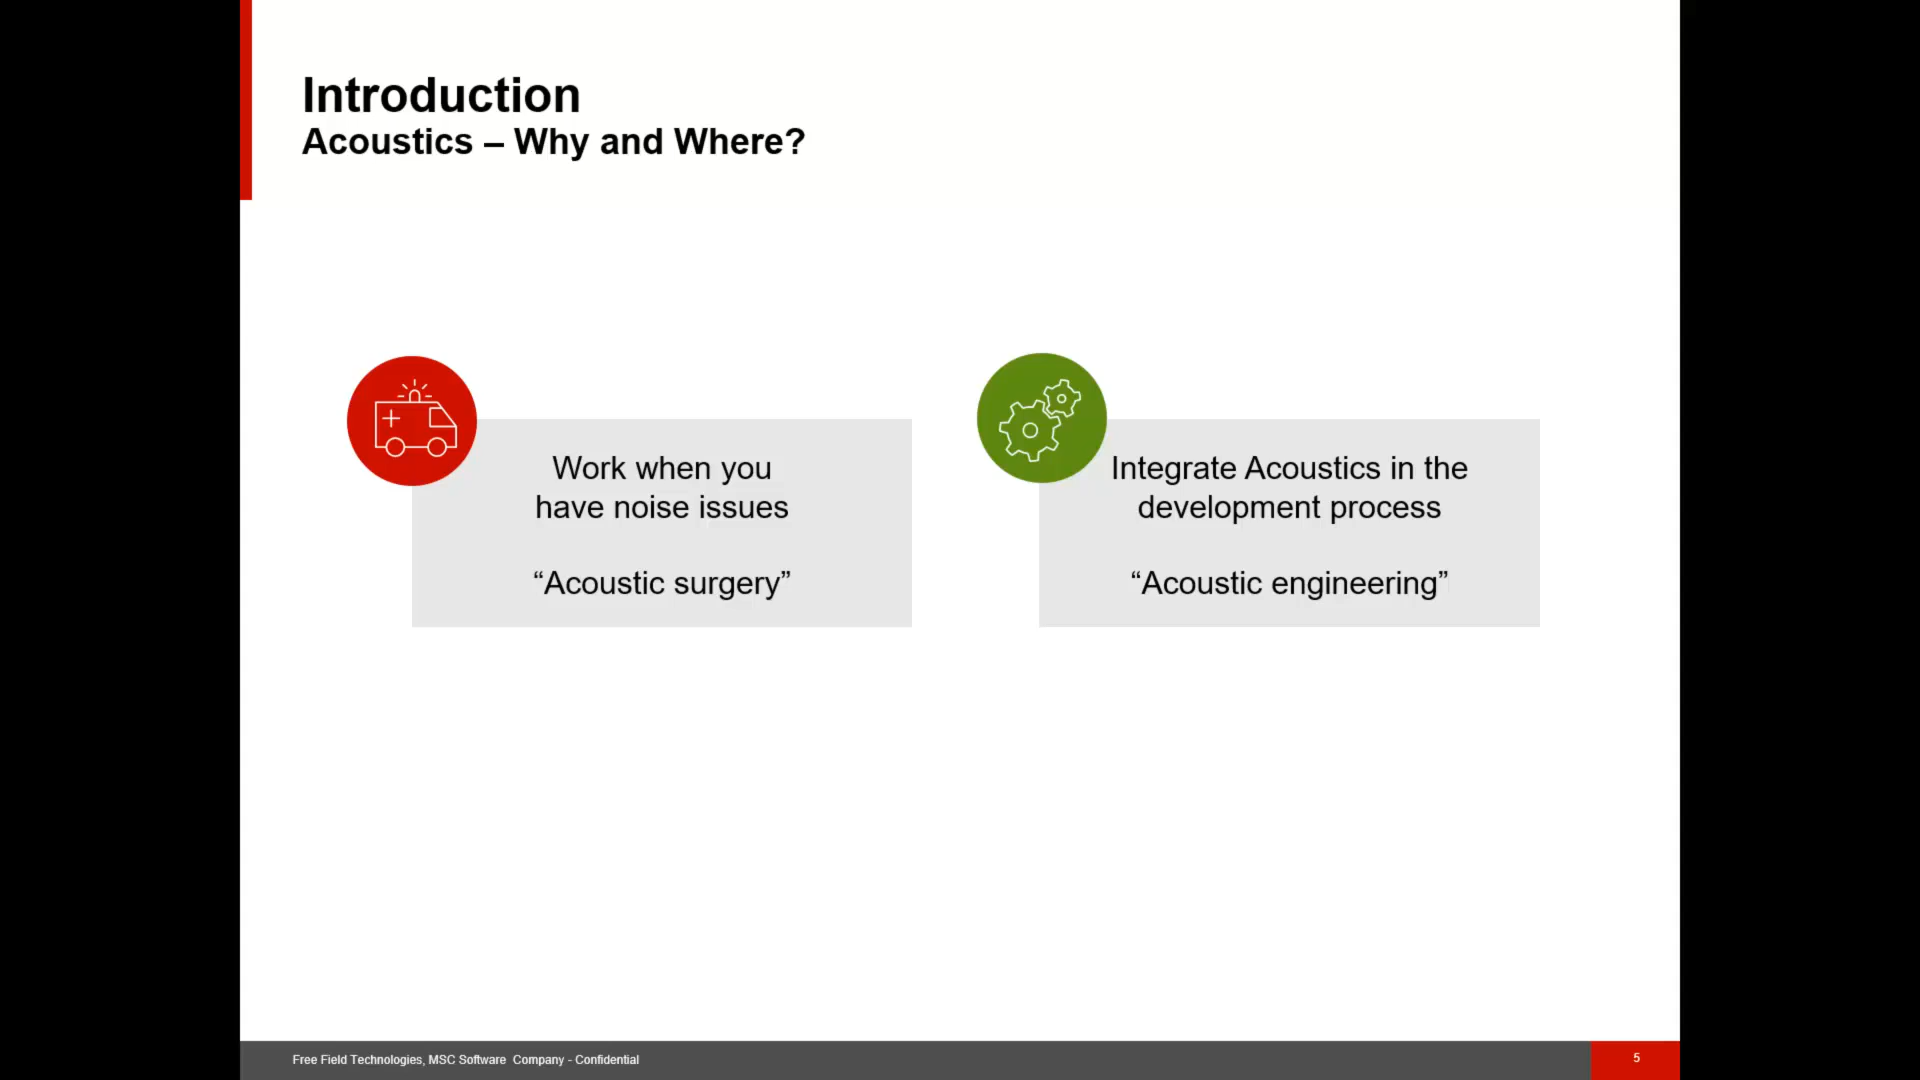 Introduction
Acoustics – Why and Where?
Work when you
have noise issues
“Acoustic surgery”
Integrate Acoustics in the
development process
“Acoustic engineering”
Free Field Technologies, MSC Software  Company - Confidential
5